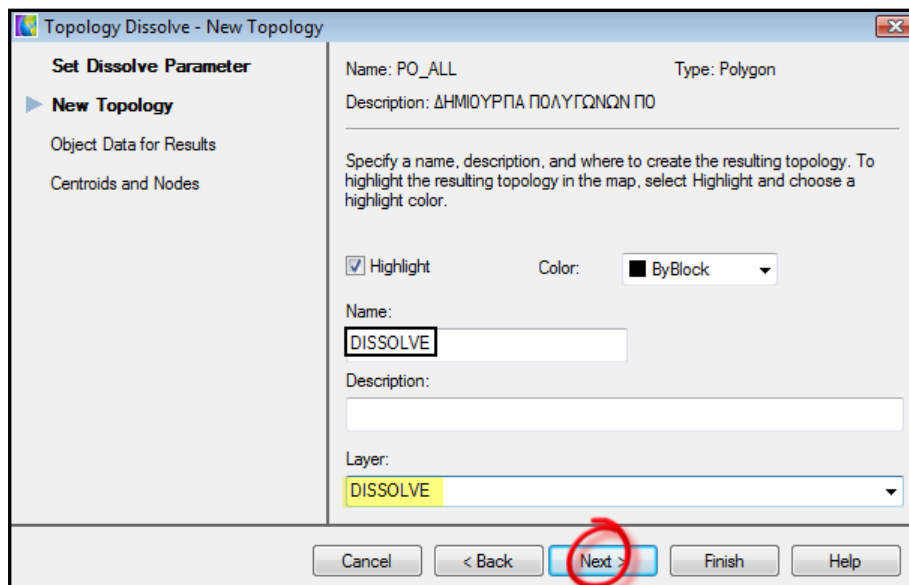 Topology Dissolve - New Topology
Set Dissolve Parameter
New Topology
Object Data for Results
Centroids and Nodes
Name: PO_ALL
Type: Polygon
Description: ΔΗΜΙΟΥΡΓΙΑ ΠΟΛΥΓΩΝΩΝ ΠΟ
Specify a name, description, and where to create the resulting topology. To
highlight the resulting topology in the map, select Highlight and choose a
highlight color.
Highlight
Color:
ByBlock
Name:
DISSOLVE
Description:
Layer:
DISSOLVE
Cancel
< Back
Next >
Finish
Help